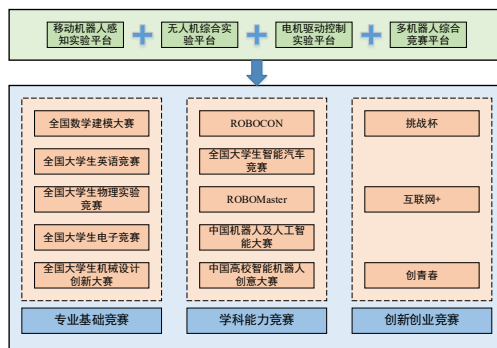 移动机器人感
知实验平台
无人机综合实
验平台
电机驱动控制
实验平台
多机器人综合
竞赛平台
全国数学建模大赛
全国大学生英语竞赛
全国大学生物理实验
竞赛
全国大学生电子竞赛
全国大学生机械设计
创新大赛
专业基础竞赛
ROBOCON
全国大学生智能汽车
竞赛
ROBOMaster
中国机器人及人工智
能大赛
中国高校智能机器人
创意大赛
学科能力竞赛
挑战杯
互联网+
创青春
创新创业竞赛